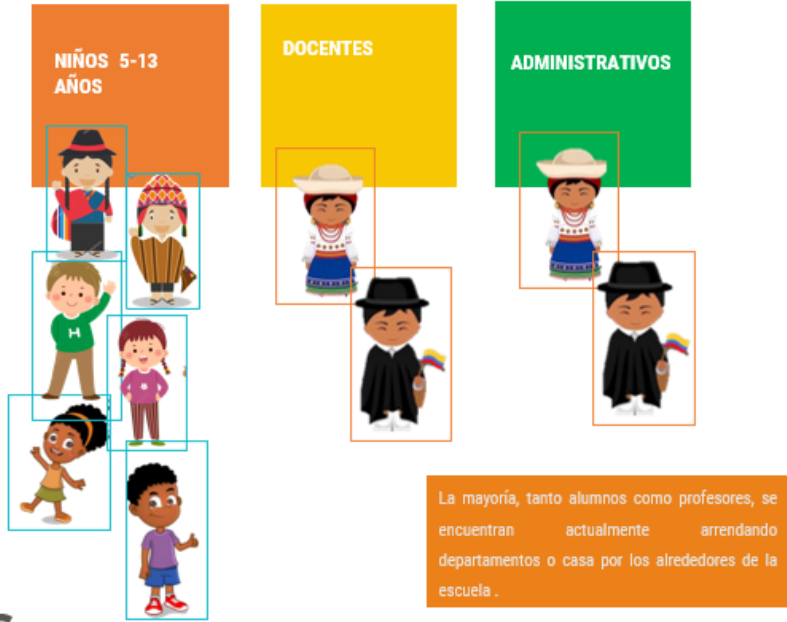 NIÑOS 5-13
AÑOS
DOCENTES
ADMINISTRATIVOS
H
La mayoría, tanto alumnos como profesores, se
encuentran actualmente arrendando
departamentos o casa por los alrededores de la
escuela .